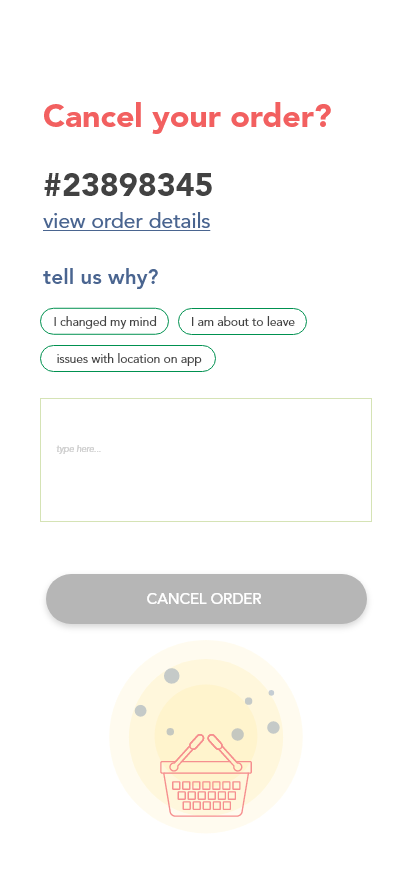 Cancel your order?
#23898345
view order details
tell us why?
I changed my mind
I am about to leave
issues with location on app
type here...
CANCEL ORDER